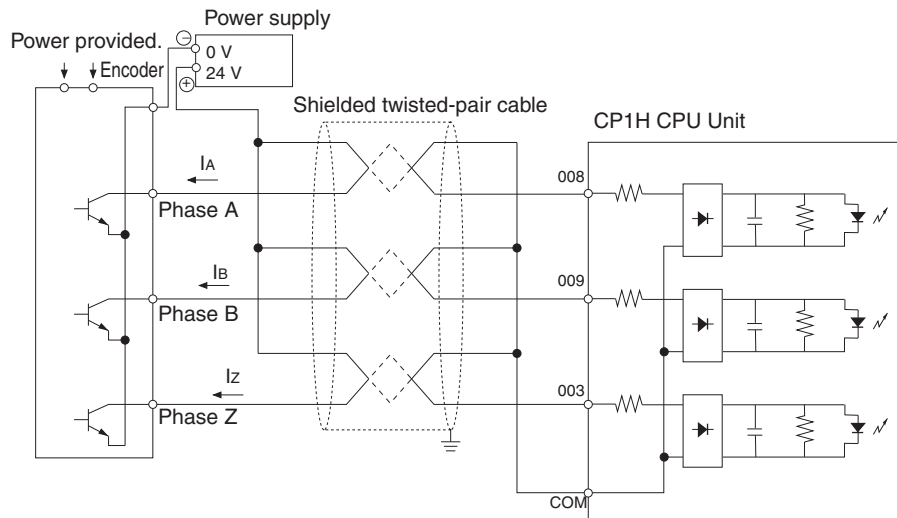 Power supply
Power provided.
⊖
0 V
24 V
⊕
Encoder
Shielded twisted-pair cable
CP1H CPU Unit
IA
008
Phase A
IB
009
Phase B
IZ
003
Phase Z
COM